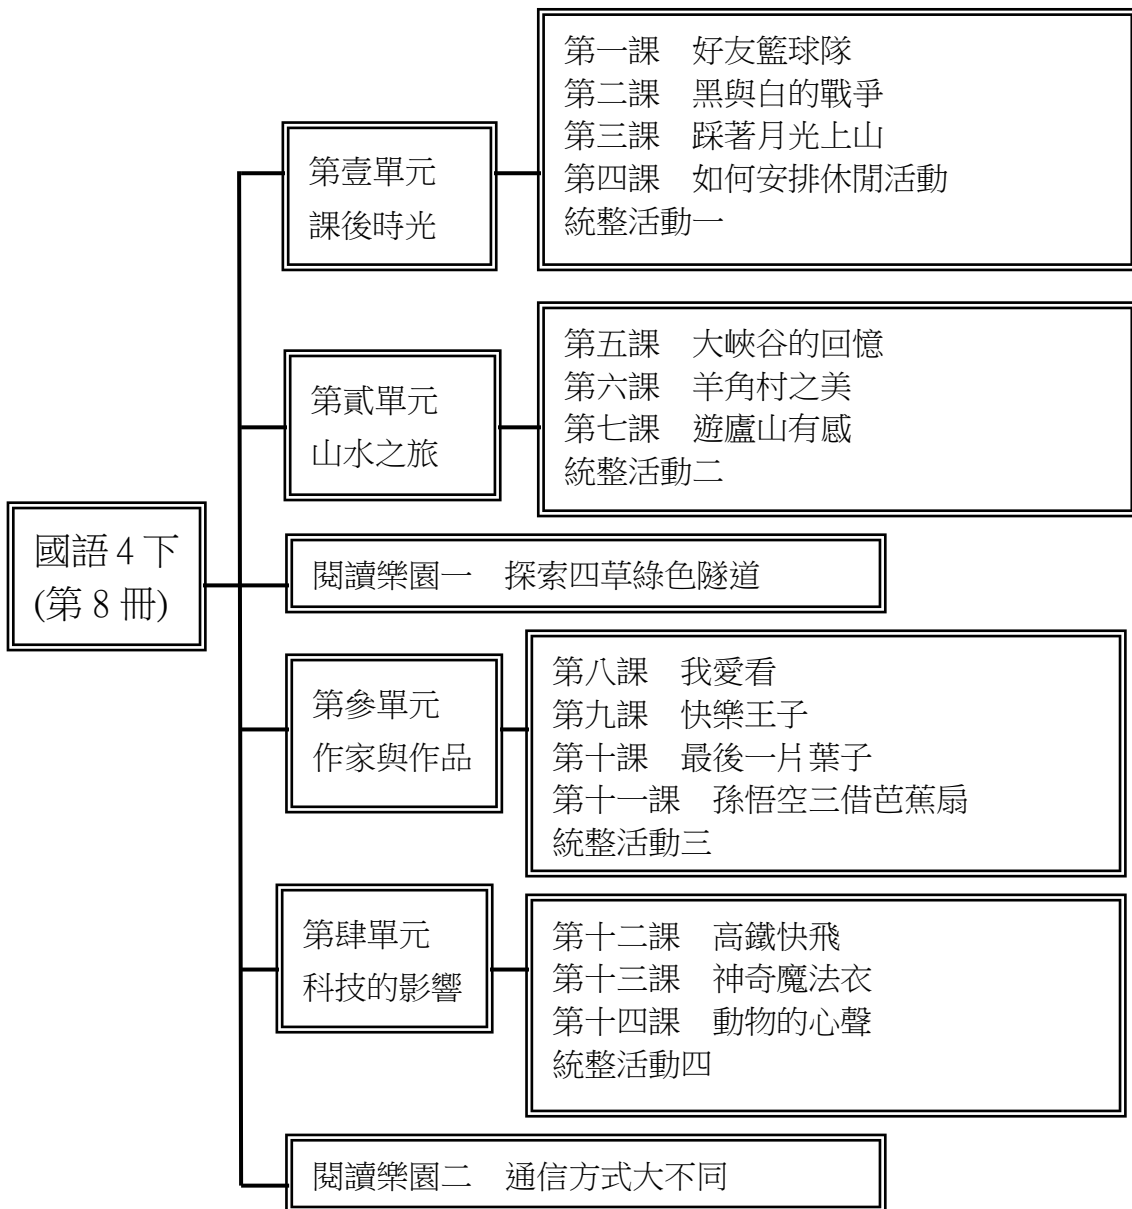 國語 4 下
(第 8 冊)
第壹單元
課後時光
第一課　好友籃球隊
第二課　黑與白的戰爭
第三課　踩著月光上山
第四課　如何安排休閒活動
統整活動一
第貳單元
山水之旅
第五課　大峽谷的回憶
第六課　羊角村之美
第七課　遊廬山有感
統整活動二
閱讀樂園一　探索四草綠色隧道
第參單元
作家與作品
第八課　我愛看
第九課　快樂王子
第十課　最後一片葉子
第十一課　孫悟空三借芭蕉扇
統整活動三
第肆單元
科技的影響
第十二課　高鐵快飛
第十三課　神奇魔法衣
第十四課　動物的心聲
統整活動四
閱讀樂園二　通信方式大不同